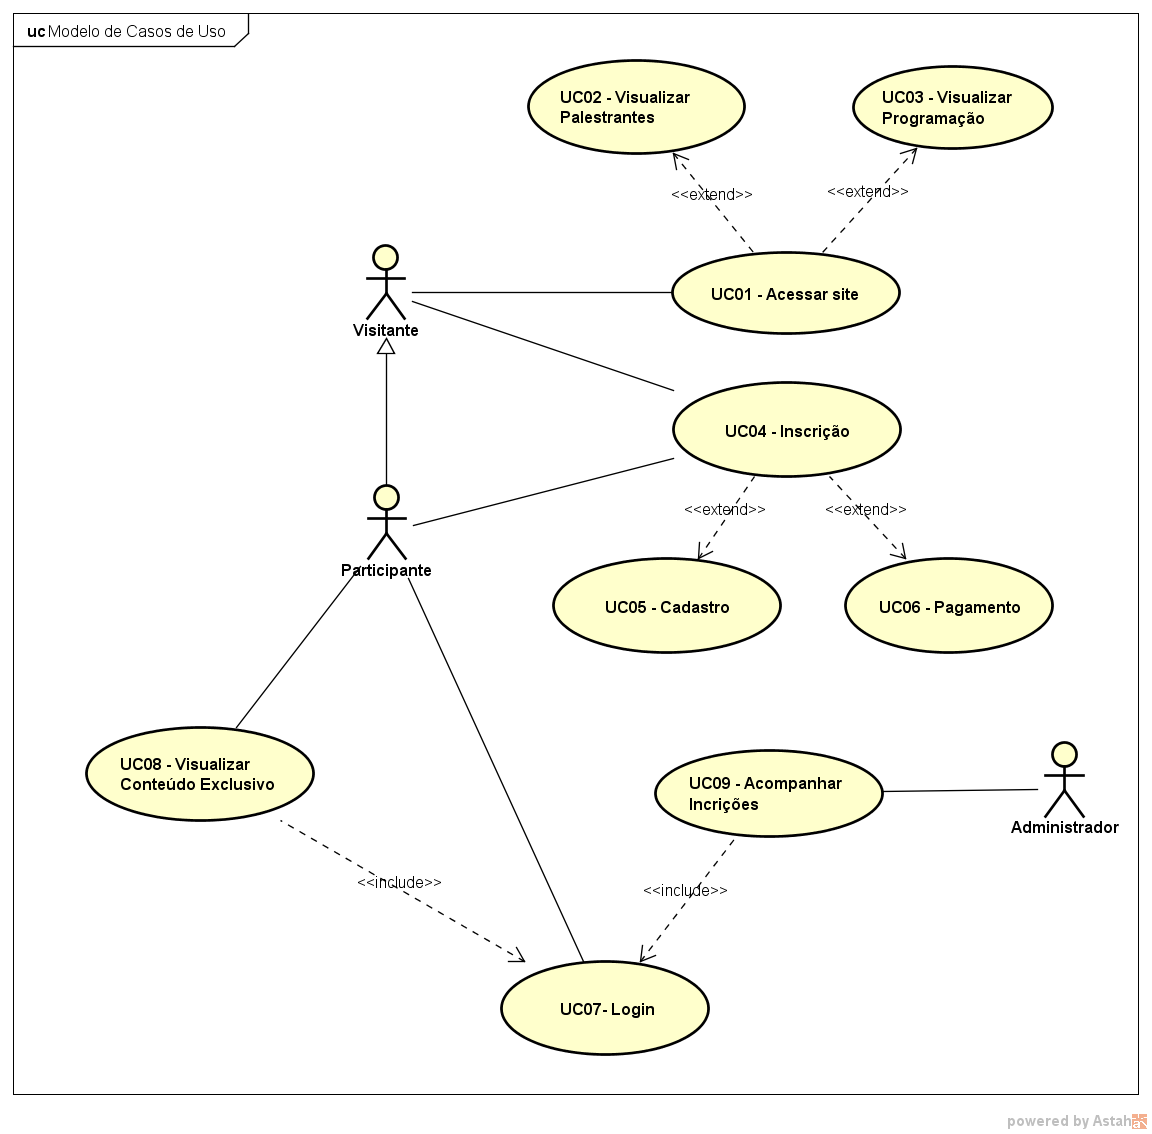 uc Modelo de Casos de Uso
UC02 - Visualizar
Palestrantes
UC03 - Visualizar
Programação
<<extend>>
<<extend>>
UC01 - Acessar site
Visitante
UC04 - Inscrição
<<extend>>
<<extend>>
Participante
UC05 - Cadastro
UC06 - Pagamento
UC08 - Visualizar
Conteúdo Exclusivo
UC09 - Acompanhar
Incrições
Administrador
<<include>>
<<include>>
UC07- Login
powered by Astah